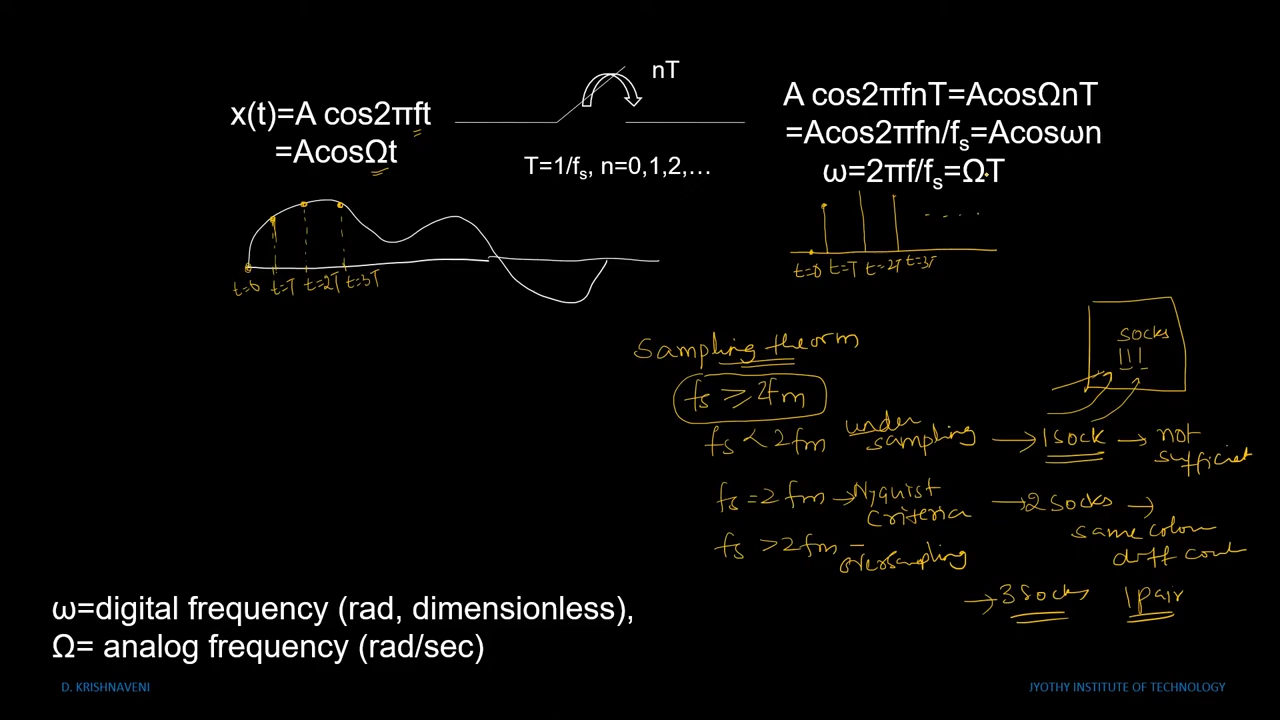 x(t)=A cos2πft
=AcosΩt
nT
T=1/fs, n=0,1,2,…
A cos2πfnT=AcosΩnT
=Acos2πfn/fs=Acosωn
ω=2πf/fs=ΩT
t=0 t=T t=2T t=3T
t=0 t=T t=2T t=3T
Sampling theorm
fs ≥ 2fm
fs < 2fm under sampling → 1 sock → not sufficiet
fs = 2fm → Nyquist criteria → 2 socks → same colour diff
fs > 2fm – oversampling
→ 3 socks 1 pair
socks
ω=digital frequency (rad, dimensionless),
Ω= analog frequency (rad/sec)
D. KRISHNAVENI
JYOTHY INSTITUTE OF TECHNOLOGY